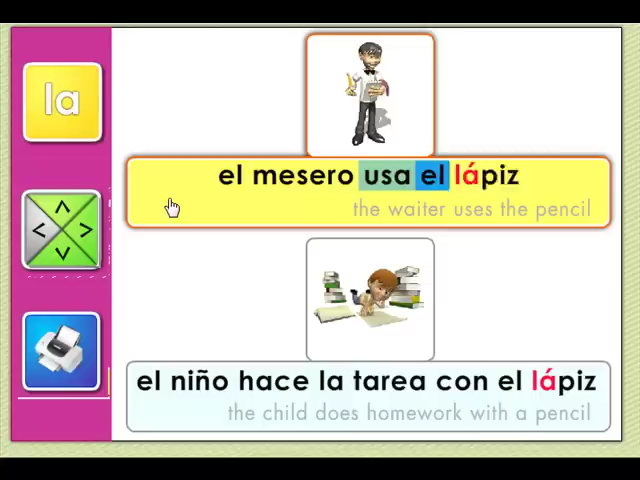 la
el mesero usa el lápiz
the waiter uses the pencil
el niño hace la tarea con el lápiz
the child does homework with a pencil